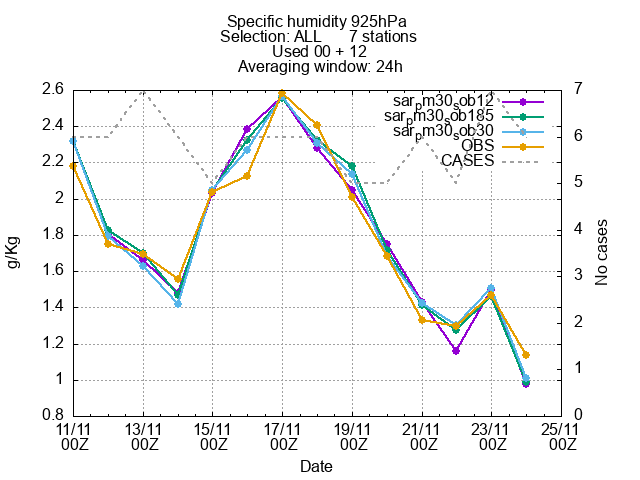 Specific humidity 925hPa
Selection: ALL 7 stations
Used 00 + 12
Averaging window: 24h
sar_pm30_sob12
sar_pm30_sob185
sar_pm30_sob30
OBS
CASES
2.6
2.4
2.2
2
1.8
1.6
1.4
1.2
1
0.8
g/Kg
7
6
5
4
3
2
1
0
No cases
11/11 13/11 15/11 17/11 19/11 21/11 23/11 25/11
00Z 00Z 00Z 00Z 00Z 00Z 00Z 00Z
Date